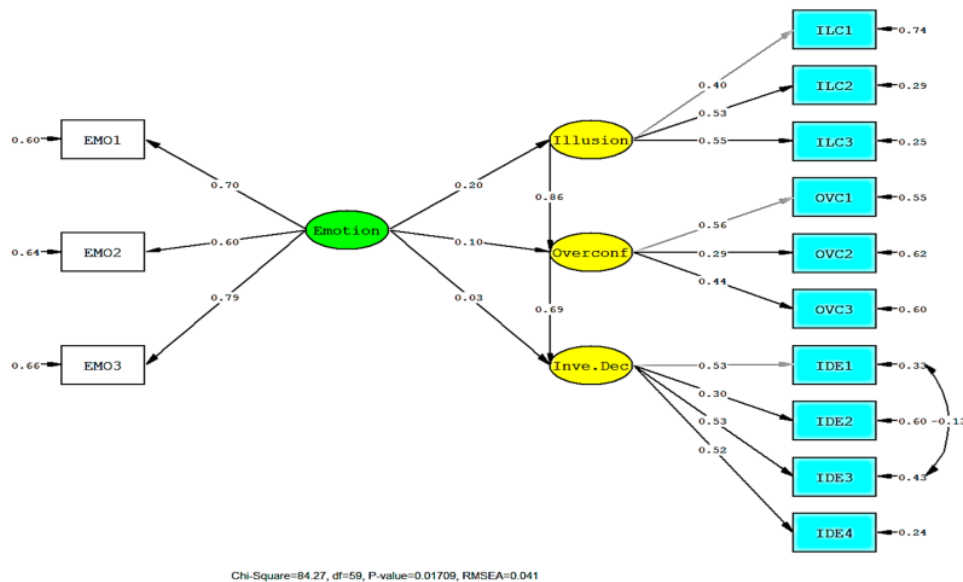 ILC1
0.74
0.40
ILC2
0.29
0.53
0.60
EMO1
Illusion
0.55
ILC3
0.25
0.70
0.20
0.86
OVC1
0.55
0.56
Emotion
0.64
EMO2
0.60
0.10
Overconf
0.29
OVC2
0.62
0.44
0.79
0.03
0.69
OVC3
0.60
0.66
EMO3
Inve.Dec
0.53
IDE1
0.33
0.30
IDE2
0.60
-0.13
0.53
0.52
IDE3
0.43
IDE4
0.24
Chi-Square=84.27, df=59, P-value=0.01709, RMSEA=0.041